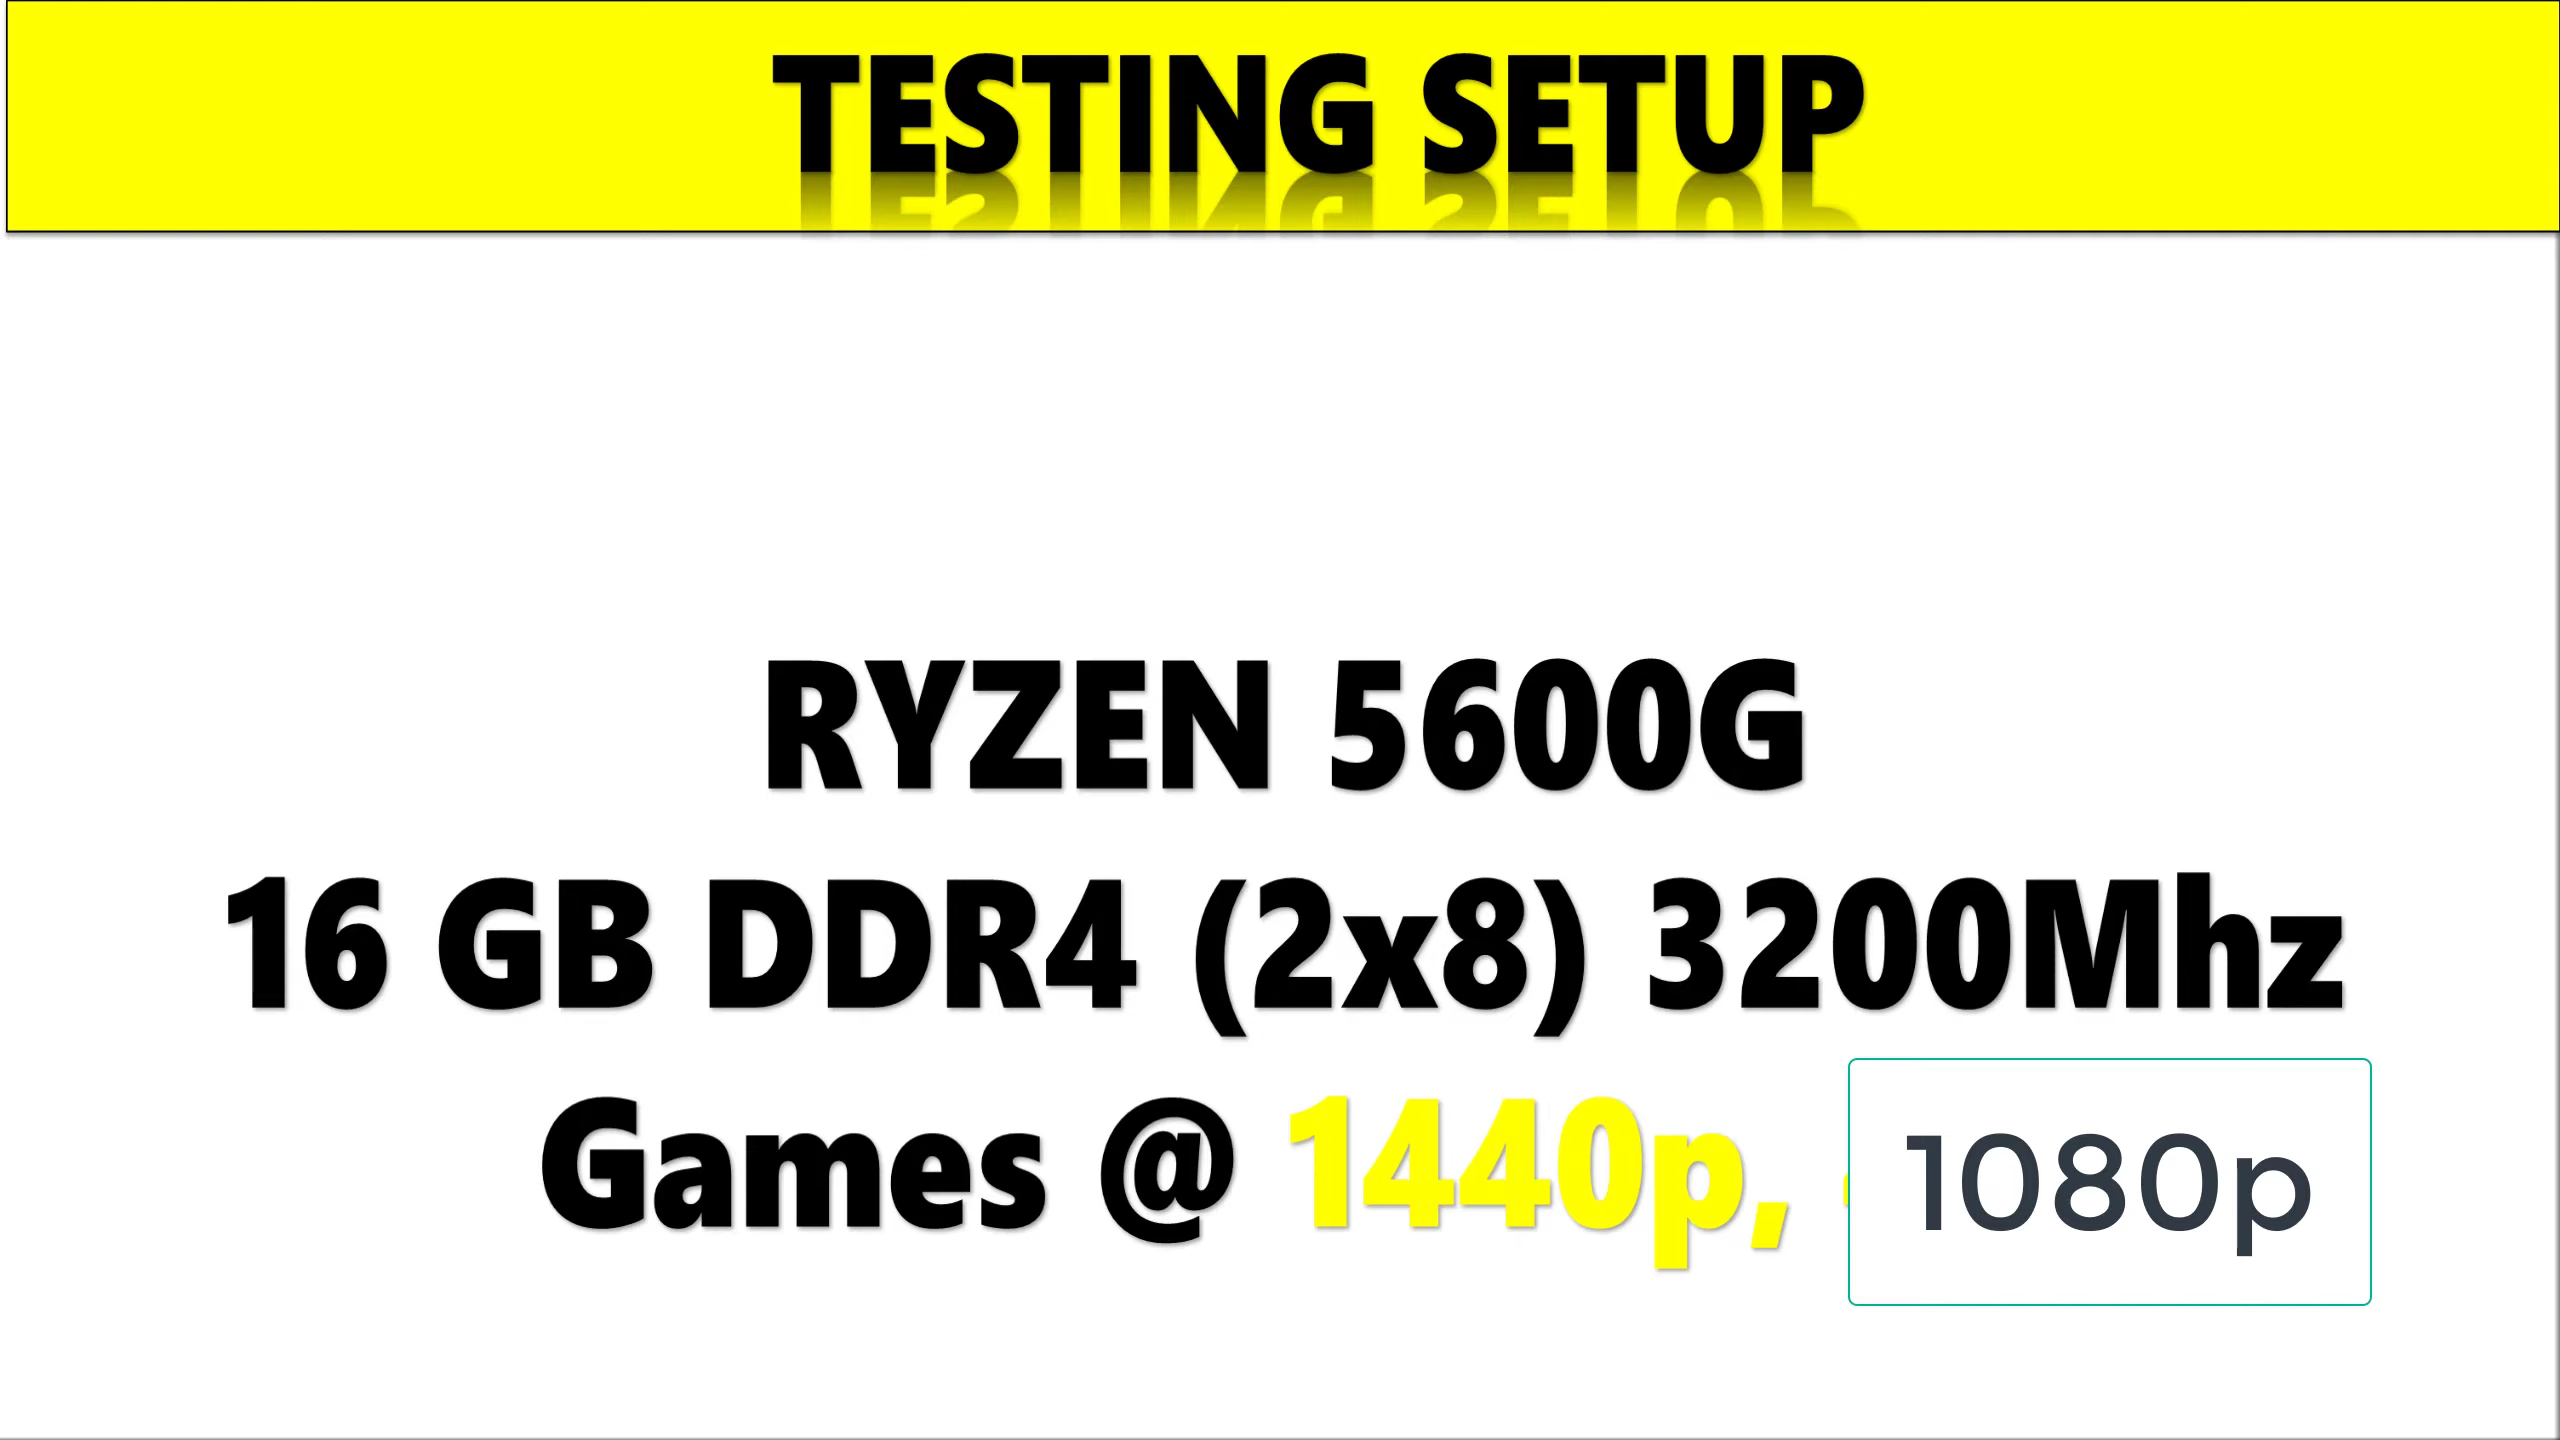 TESTING SETUP
RYZEN 5600G
16 GB DDR4 (2x8) 3200Mhz
Games @ 1440p, 1080p